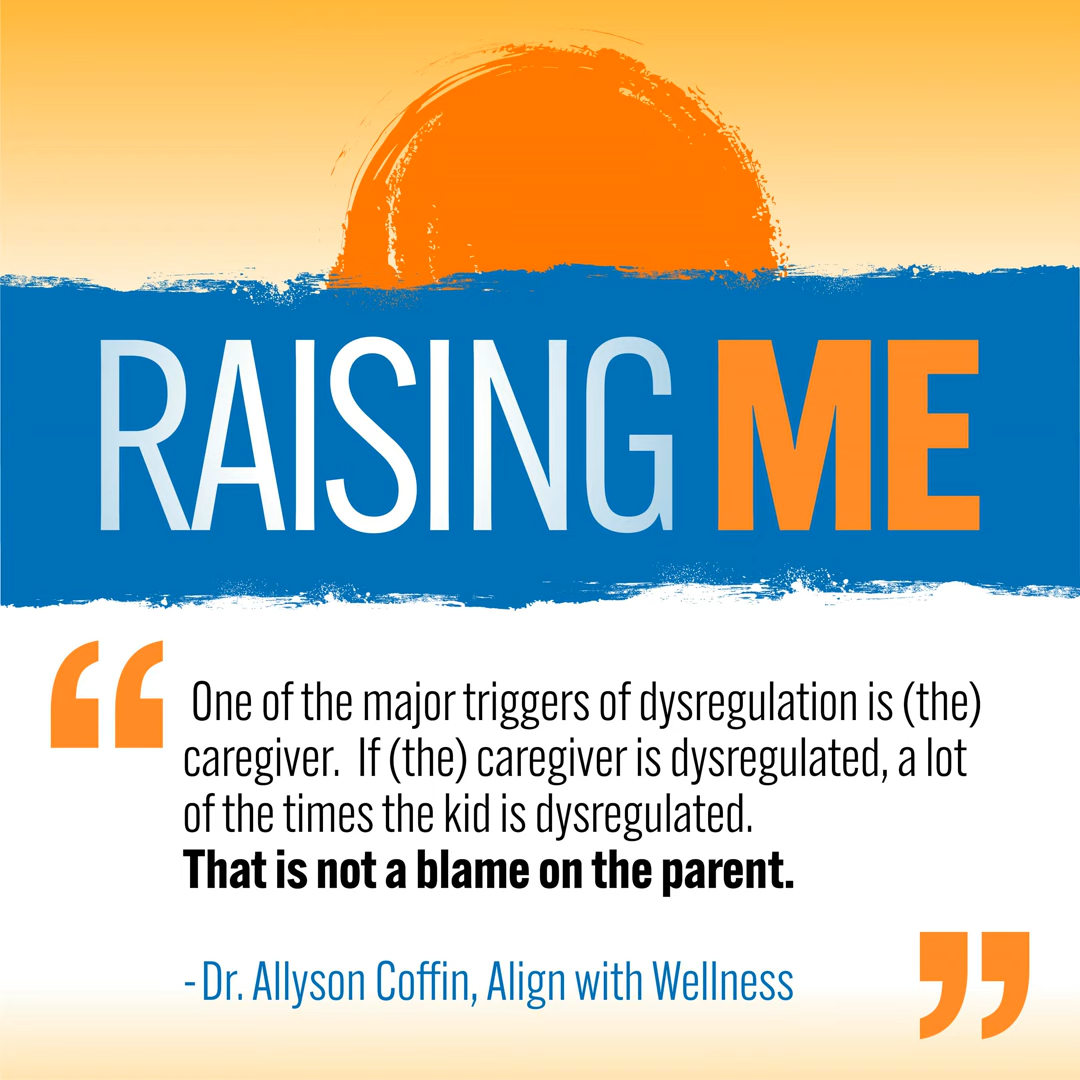 RAISING ME
“ One of the major triggers of dysregulation is (the)
caregiver.  If (the) caregiver is dysregulated, a lot
of the times the kid is dysregulated.
That is not a blame on the parent.
- Dr. Allyson Coffin, Align with Wellness ”